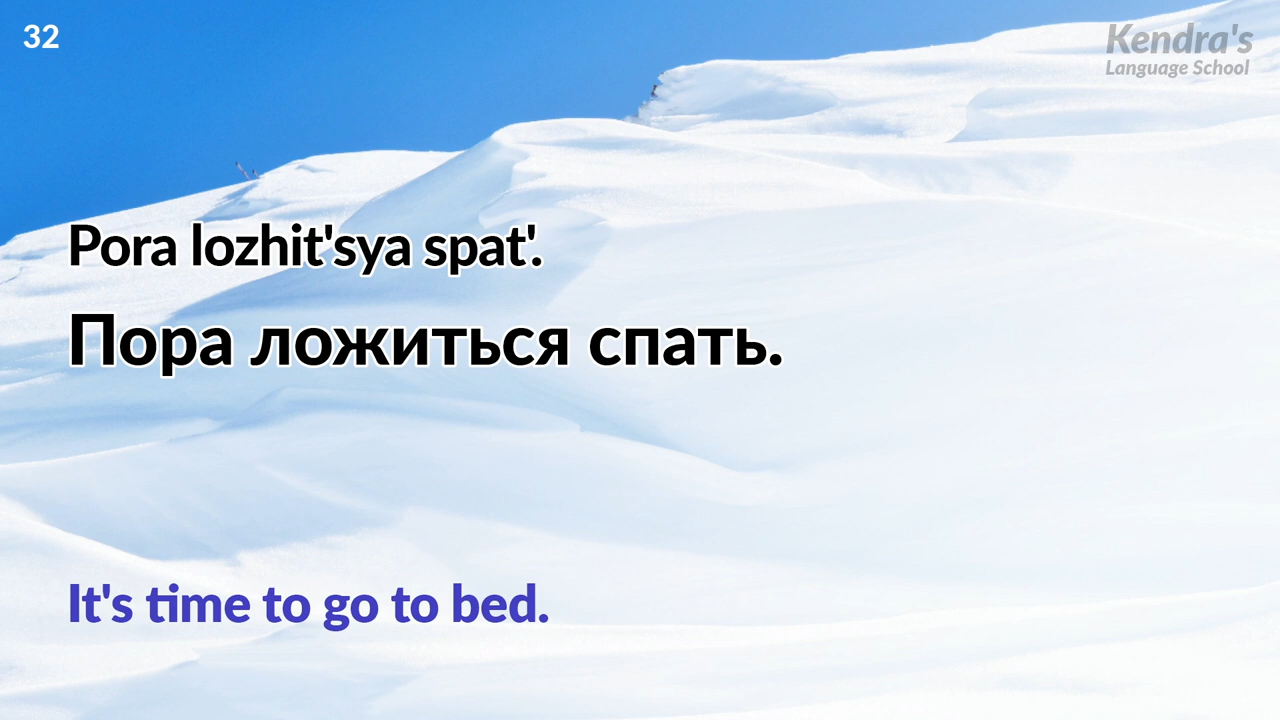 32
Kendra's
Language School
Pora lozhit'sya spat'.
Пора ложиться спать.
It's time to go to bed.